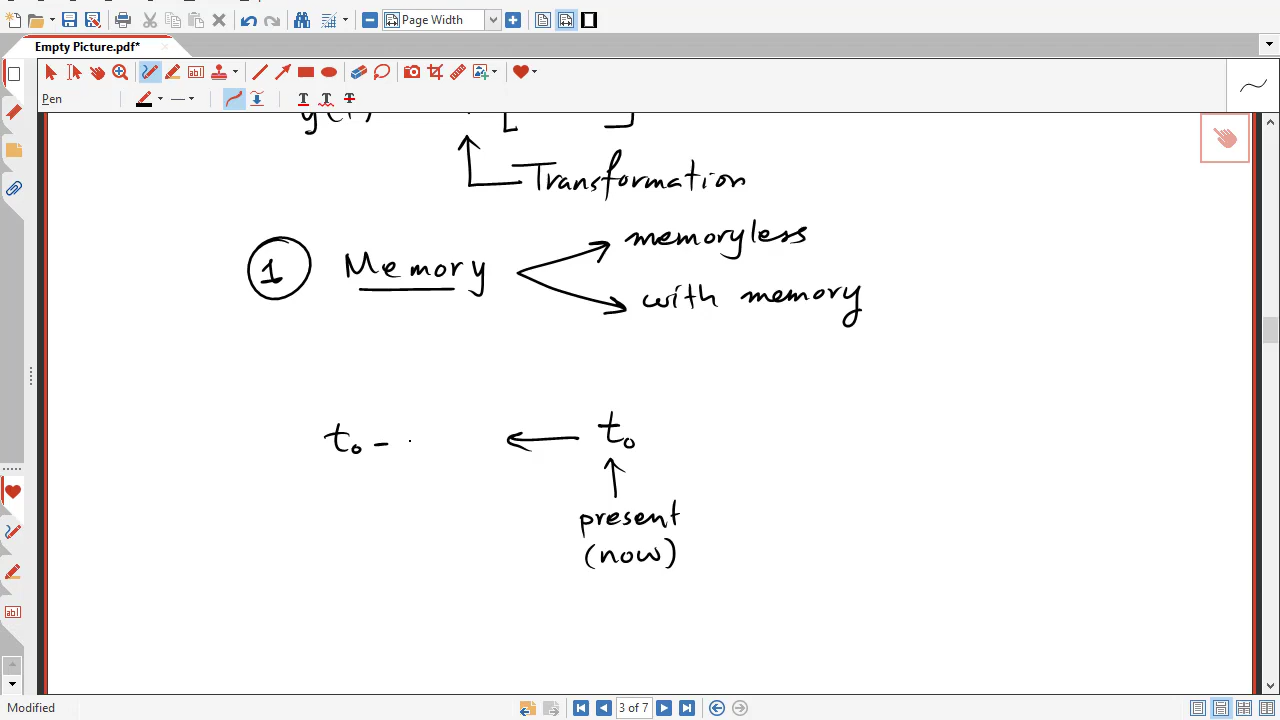 Page Width
Empty Picture.pdf*
Pen
y(t) [ ]
Transformation
1 Memory
memoryless
with memory
t₀ - ← t₀
present
(now)
Modified
3 of 7